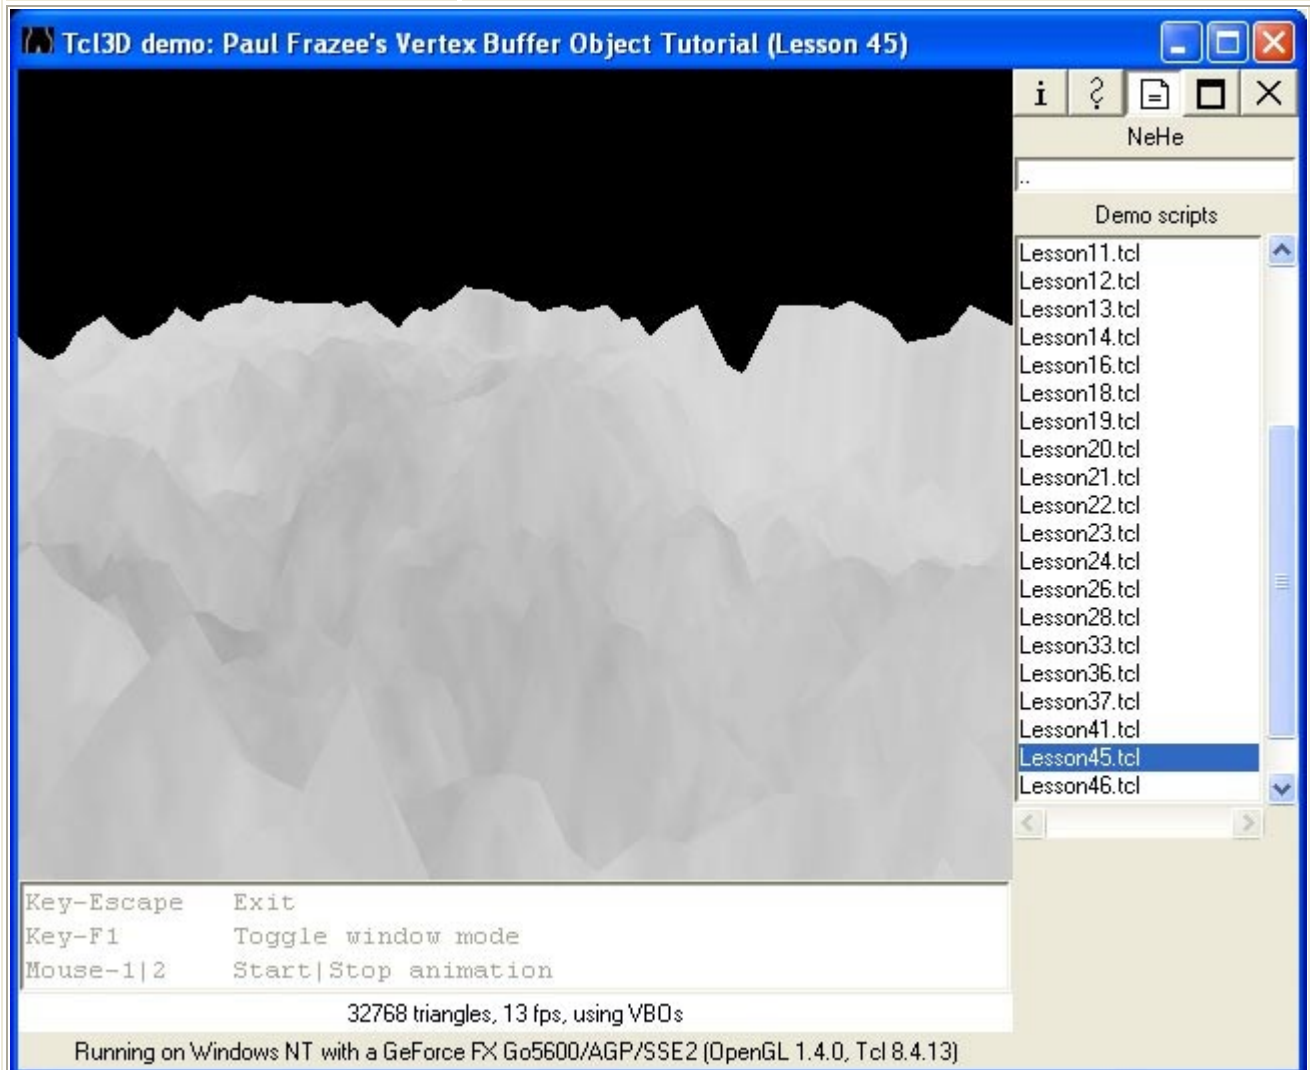 Tcl3D demo: Paul Frazee's Vertex Buffer Object Tutorial (Lesson 45)
i ?
NeHe
..
Demo scripts
Lesson11.tcl
Lesson12.tcl
Lesson13.tcl
Lesson14.tcl
Lesson16.tcl
Lesson18.tcl
Lesson19.tcl
Lesson20.tcl
Lesson21.tcl
Lesson22.tcl
Lesson23.tcl
Lesson24.tcl
Lesson26.tcl
Lesson28.tcl
Lesson33.tcl
Lesson36.tcl
Lesson37.tcl
Lesson41.tcl
Lesson45.tcl
Lesson46.tcl
Key-Escape Exit
Key-F1 Toggle window mode
Mouse-1|2 Start|Stop animation
32768 triangles, 13 fps, using VBOs
Running on Windows NT with a GeForce FX Go5600/AGP/SSE2 (OpenGL 1.4.0, Tcl 8.4.13)